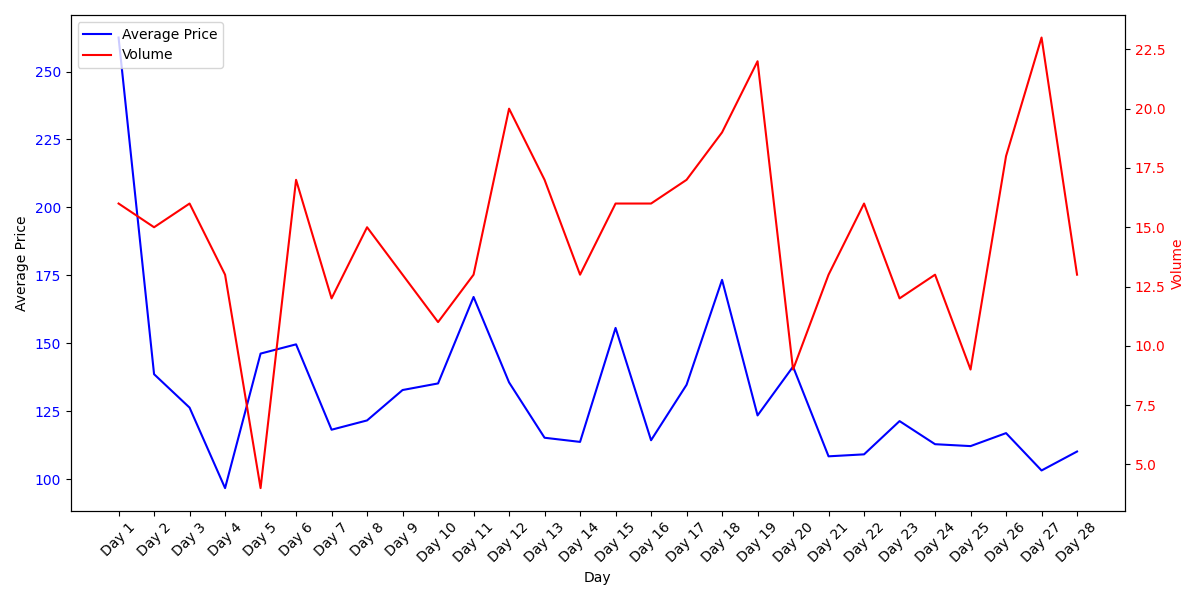 Average Price
Volume
250
225
200
175
150
125
100
Average Price
22.5
20.0
17.5
15.0
12.5
10.0
7.5
5.0
Volume
Day 1
Day 2
Day 3
Day 4
Day 5
Day 6
Day 7
Day 8
Day 9
Day 10
Day 11
Day 12
Day 13
Day 14
Day 15
Day 16
Day 17
Day 18
Day 19
Day 20
Day 21
Day 22
Day 23
Day 24
Day 25
Day 26
Day 27
Day 28
Day